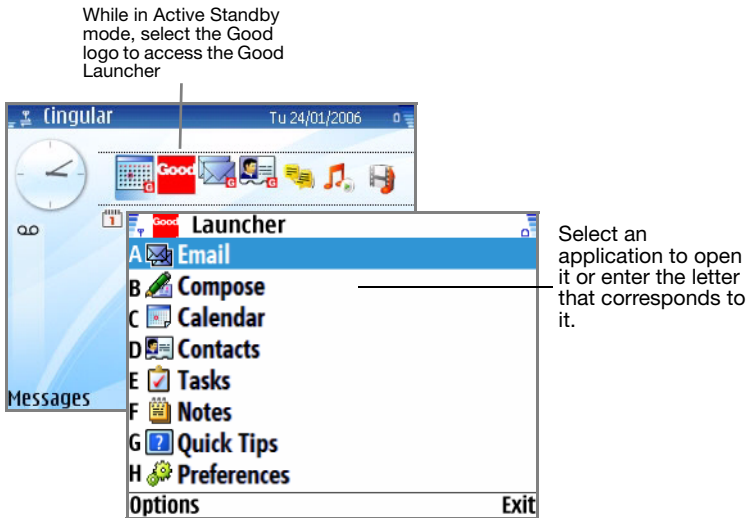 While in Active Standby
mode, select the Good
logo to access the Good
Launcher
Cingular
Tu 24/01/2006
Good
G
G
G
1
Messages
Good Launcher
A Email
B Compose
C Calendar
D Contacts
E Tasks
F Notes
G ? Quick Tips
H Preferences
Options Exit
Select an
application to open
it or enter the letter
that corresponds to
it.